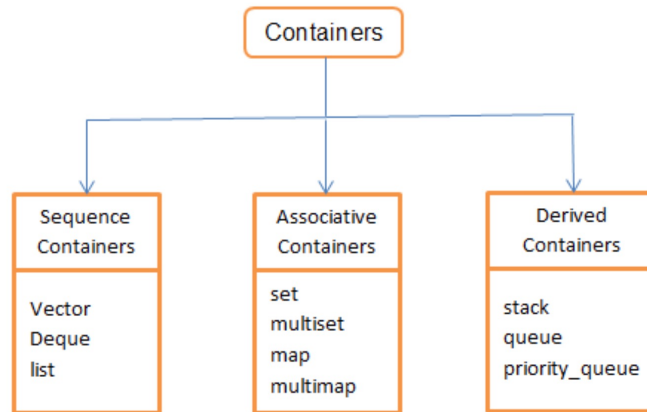 Containers
Sequence
Containers
Vector
Deque
list
Associative
Containers
set
multiset
map
multimap
Derived
Containers
stack
queue
priority_queue